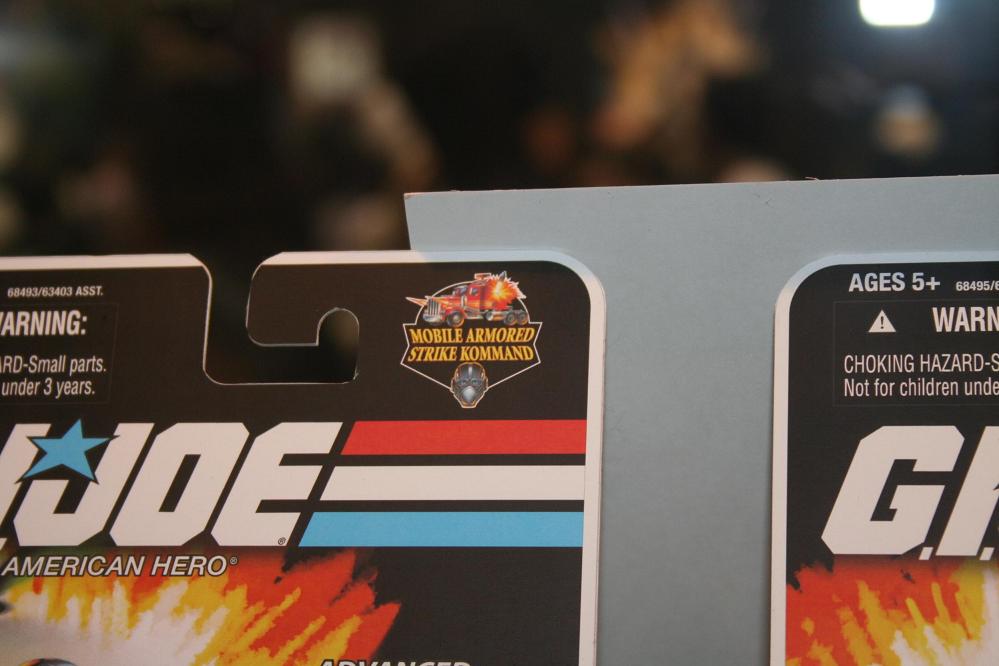 68493/63403 ASST.
WARNING:
ARD-Small parts.
under 3 years.
MOBILE ARMORED
STRIKE KOMMAND
I.JOE
®
AMERICAN HERO®
ADVANCED
AGES 5+ 68495/6
WARN
CHOKING HAZARD-S
Not for children unde
G.I.